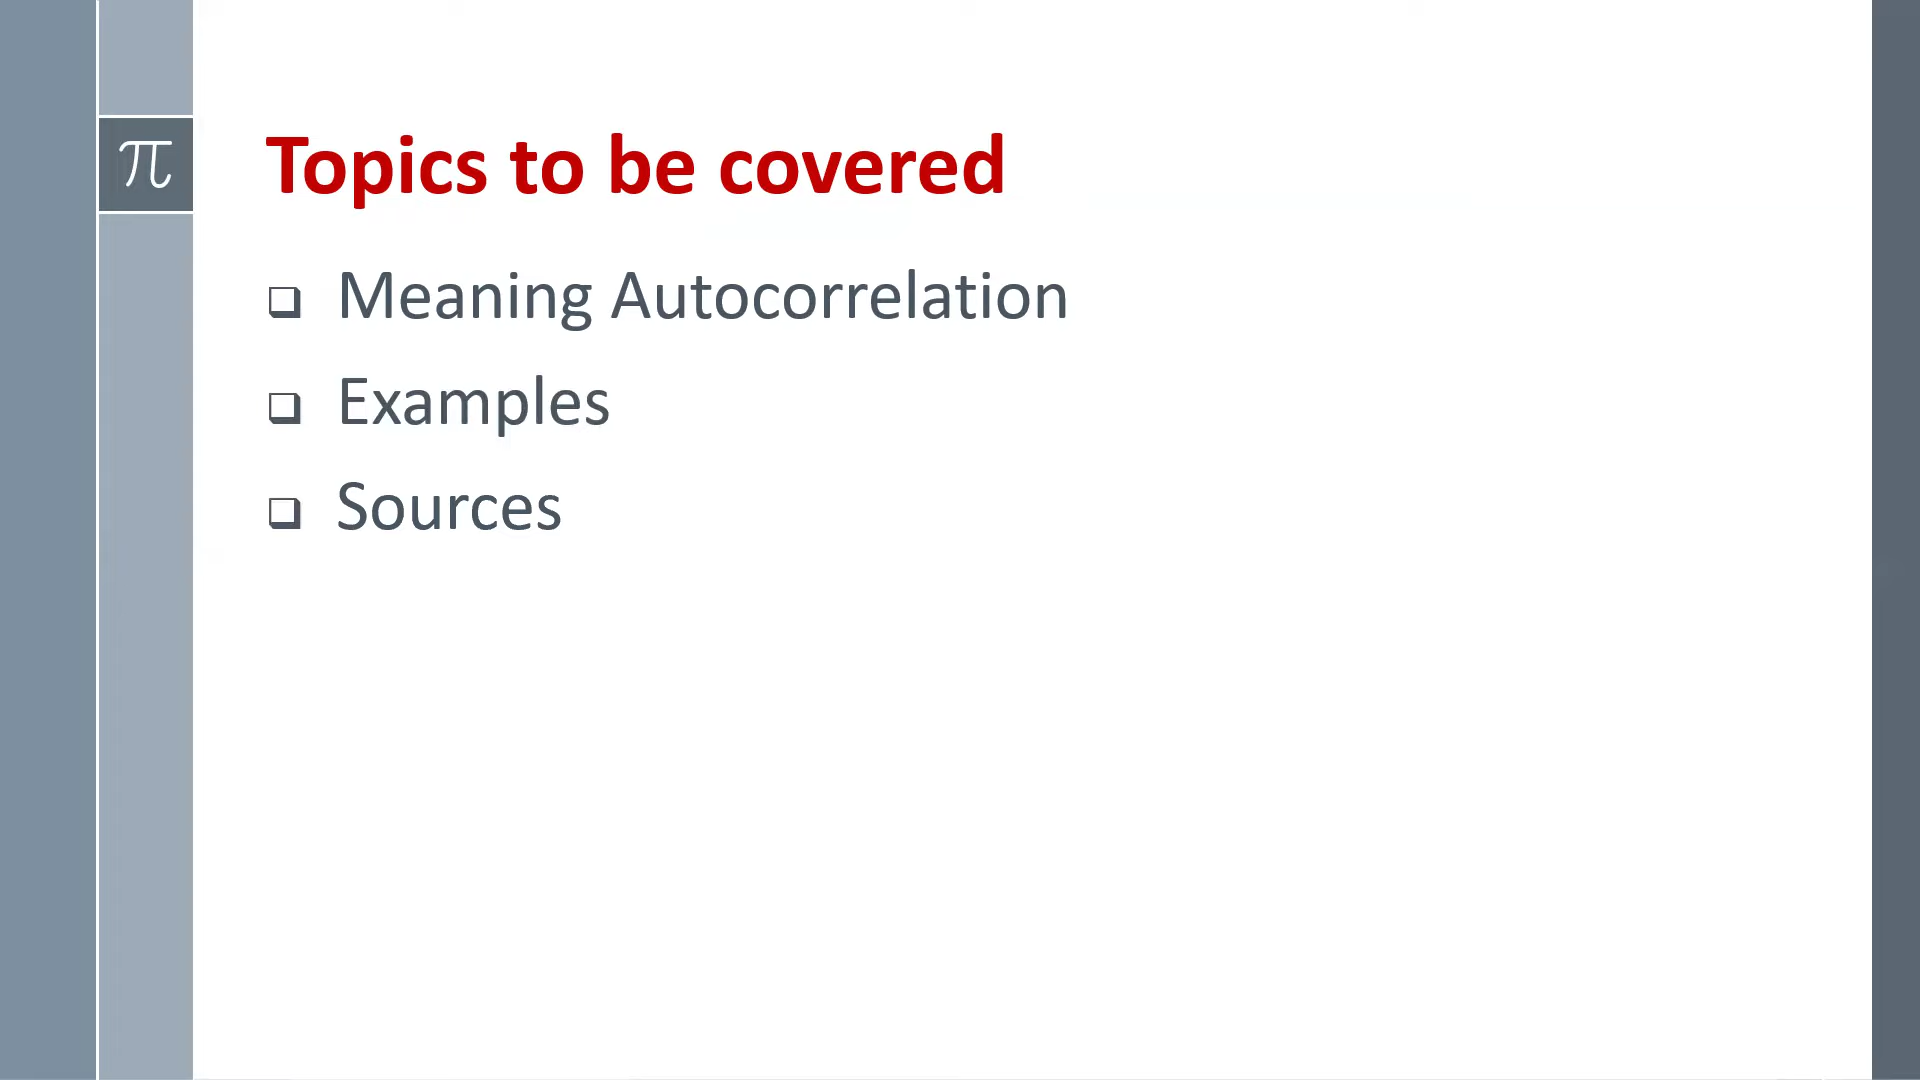 π
Topics to be covered
❑ Meaning Autocorrelation
❑ Examples
❑ Sources